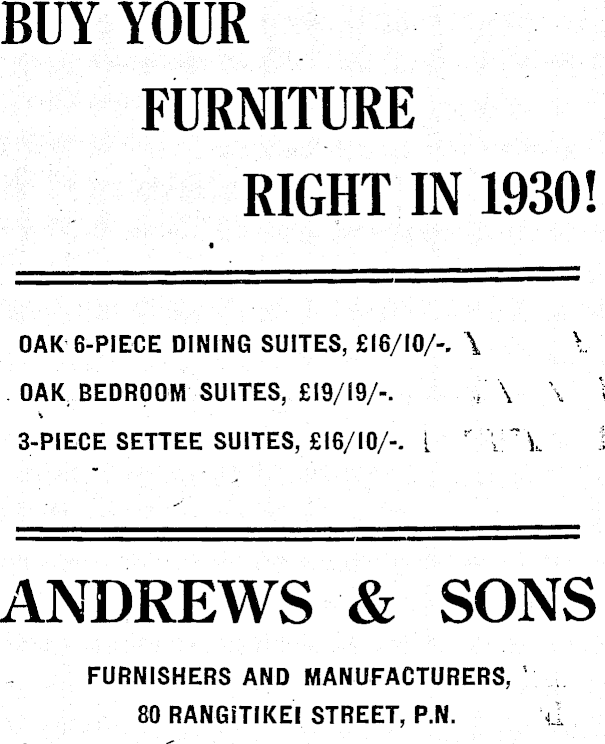 BUY YOUR
FURNITURE
RIGHT IN 1930!
OAK 6-PIECE DINING SUITES, £16/10/-.
OAK BEDROOM SUITES, £19/19/-.
3-PIECE SETTEE SUITES, £16/10/-.
ANDREWS & SONS
FURNISHERS AND MANUFACTURERS,
80 RANGITIKEI STREET, P.N.